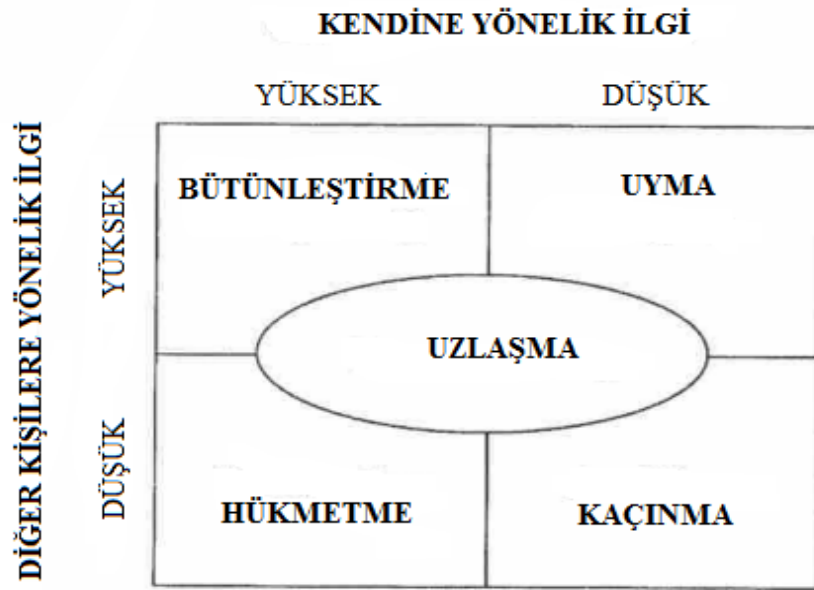 KENDİNE YÖNELİK İLGİ
YÜKSEK DÜŞÜK
DİĞER KİŞİLERE YÖNELİK İLGİ
YÜKSEK
BÜTÜNLEŞTİRME UYMA
UZLAŞMA
DÜŞÜK
HÜKMETME KAÇINMA